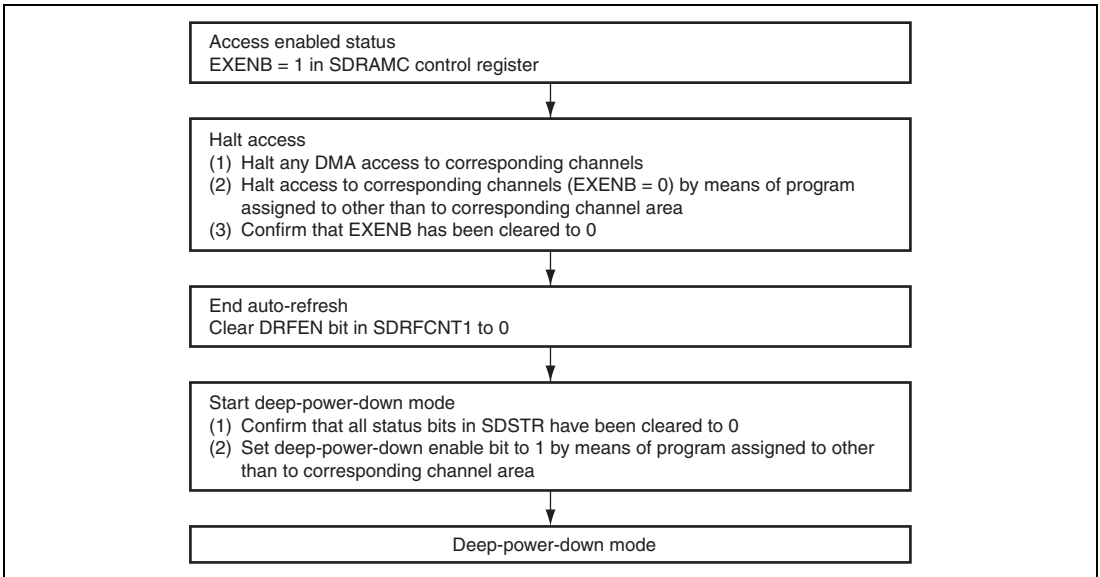 Access enabled status
EXENB = 1 in SDRAMC control register
Halt access
(1) Halt any DMA access to corresponding channels
(2) Halt access to corresponding channels (EXENB = 0) by means of program
assigned to other than to corresponding channel area
(3) Confirm that EXENB has been cleared to 0
End auto-refresh
Clear DRFEN bit in SDRFCNT1 to 0
Start deep-power-down mode
(1) Confirm that all status bits in SDSTR have been cleared to 0
(2) Set deep-power-down enable bit to 1 by means of program assigned to other
than to corresponding channel area
Deep-power-down mode